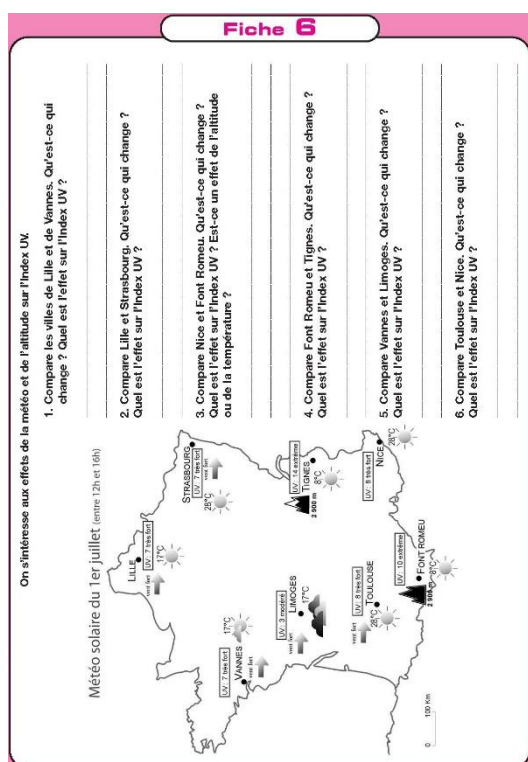 Fiche 6
On s'intéresse aux effets de la météo et de l'altitude sur l'Index UV.
Météo solaire du 1er juillet (entre 12h et 16h)
LILLE
UV: 7 très fort
17°C
vent fort
STRASBOURG
UV: 7 très fort
28°C
vent fort
VANNES
UV: 7 très fort
17°C
vent fort
LIMOGES
UV: 3 modéré
17°C
vent fort
TIGNES
UV: 14 extrême
8°C
2 900 m
TOULOUSE
UV: 8 très fort
28°C
vent fort
NICE
UV: 8 très fort
28°C
FONT ROMEU
UV: 10 extrême
8°C
0 100 Km
1. Compare les villes de Lille et de Vannes. Qu'est-ce qui
change ? Quel est l'effet sur l'Index UV ?
2. Compare Lille et Strasbourg. Qu'est-ce qui change ?
Quel est l'effet sur l'Index UV ?
3. Compare Nice et Font Romeu. Qu'est-ce qui change ?
Quel est l'effet sur l'Index UV ? Est-ce un effet de l'altitude
ou de la température ?
4. Compare Font Romeu et Tignes. Qu'est-ce qui change ?
Quel est l'effet sur l'Index UV ?
5. Compare Vannes et Limoges. Qu'est-ce qui change ?
Quel est l'effet sur l'Index UV ?
6. Compare Toulouse et Nice. Qu'est-ce qui change ?
Quel est l'effet sur l'Index UV ?